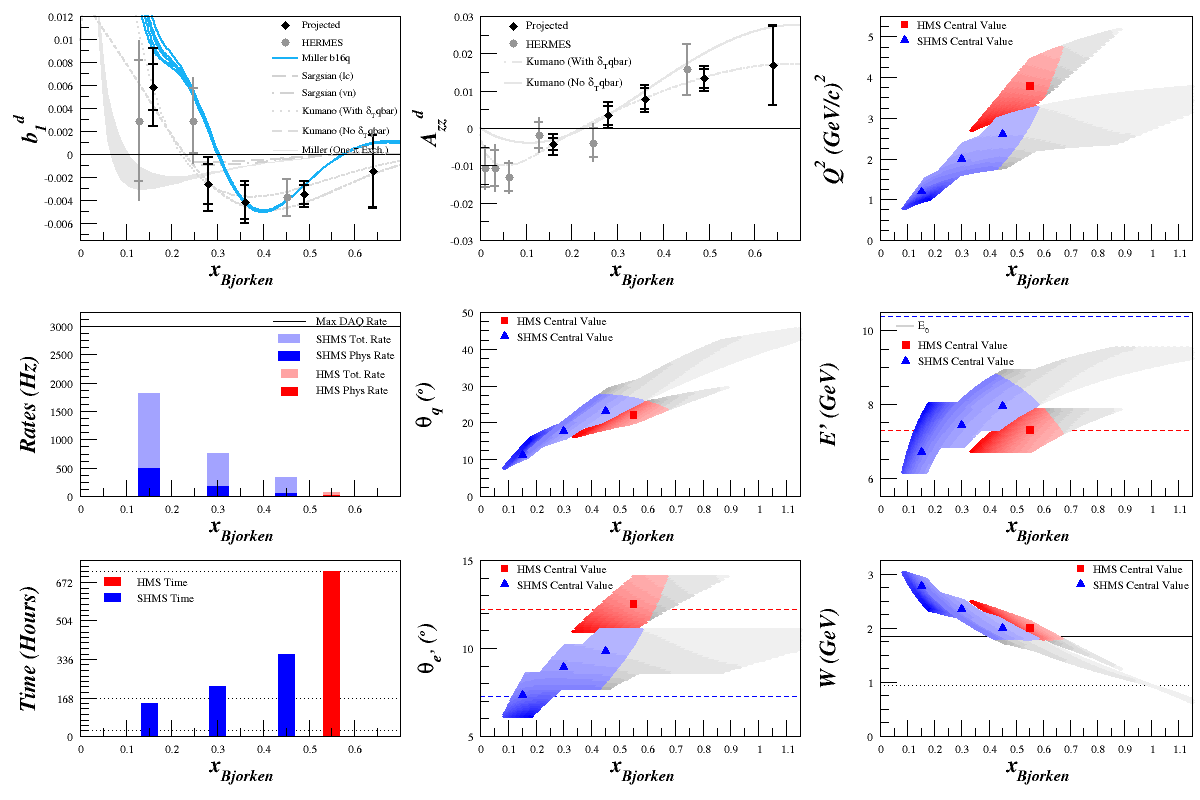 0.012
0.01
0.008
0.006
0.004
0.002
0
-0.002
-0.004
-0.006
b₁ᵈ
Projected
HERMES
Miller b16q
Sargsian (lc)
Sargsian (vn)
Kumano (With δTqbar)
Kumano (No δTqbar)
Miller (One π Exch.)
0 0.1 0.2 0.3 0.4 0.5 0.6
xBjorken
0.03
0.02
0.01
0
-0.01
-0.02
-0.03
Azzᵈ
Projected
HERMES
Kumano (With δTqbar)
Kumano (No δTqbar)
0 0.1 0.2 0.3 0.4 0.5 0.6
xBjorken
5
4
3
2
1
0
Q² (GeV/c)²
HMS Central Value
SHMS Central Value
0 0.1 0.2 0.3 0.4 0.5 0.6 0.7 0.8 0.9 1 1.1
xBjorken
3000
2500
2000
1500
1000
500
0
Rates (Hz)
Max DAQ Rate
SHMS Tot. Rate
SHMS Phys Rate
HMS Tot. Rate
HMS Phys Rate
0 0.1 0.2 0.3 0.4 0.5 0.6
xBjorken
50
40
30
20
10
0
θq (º)
HMS Central Value
SHMS Central Value
0 0.1 0.2 0.3 0.4 0.5 0.6 0.7 0.8 0.9 1 1.1
xBjorken
10
8
6
E' (GeV)
E₀
HMS Central Value
SHMS Central Value
0 0.1 0.2 0.3 0.4 0.5 0.6 0.7 0.8 0.9 1 1.1
xBjorken
672
504
336
168
0
Time (Hours)
HMS Time
SHMS Time
0 0.1 0.2 0.3 0.4 0.5 0.6
xBjorken
15
10
5
θe' (º)
HMS Central Value
SHMS Central Value
0 0.1 0.2 0.3 0.4 0.5 0.6 0.7 0.8 0.9 1 1.1
xBjorken
3
2
1
0
W (GeV)
HMS Central Value
SHMS Central Value
0 0.1 0.2 0.3 0.4 0.5 0.6 0.7 0.8 0.9 1 1.1
xBjorken